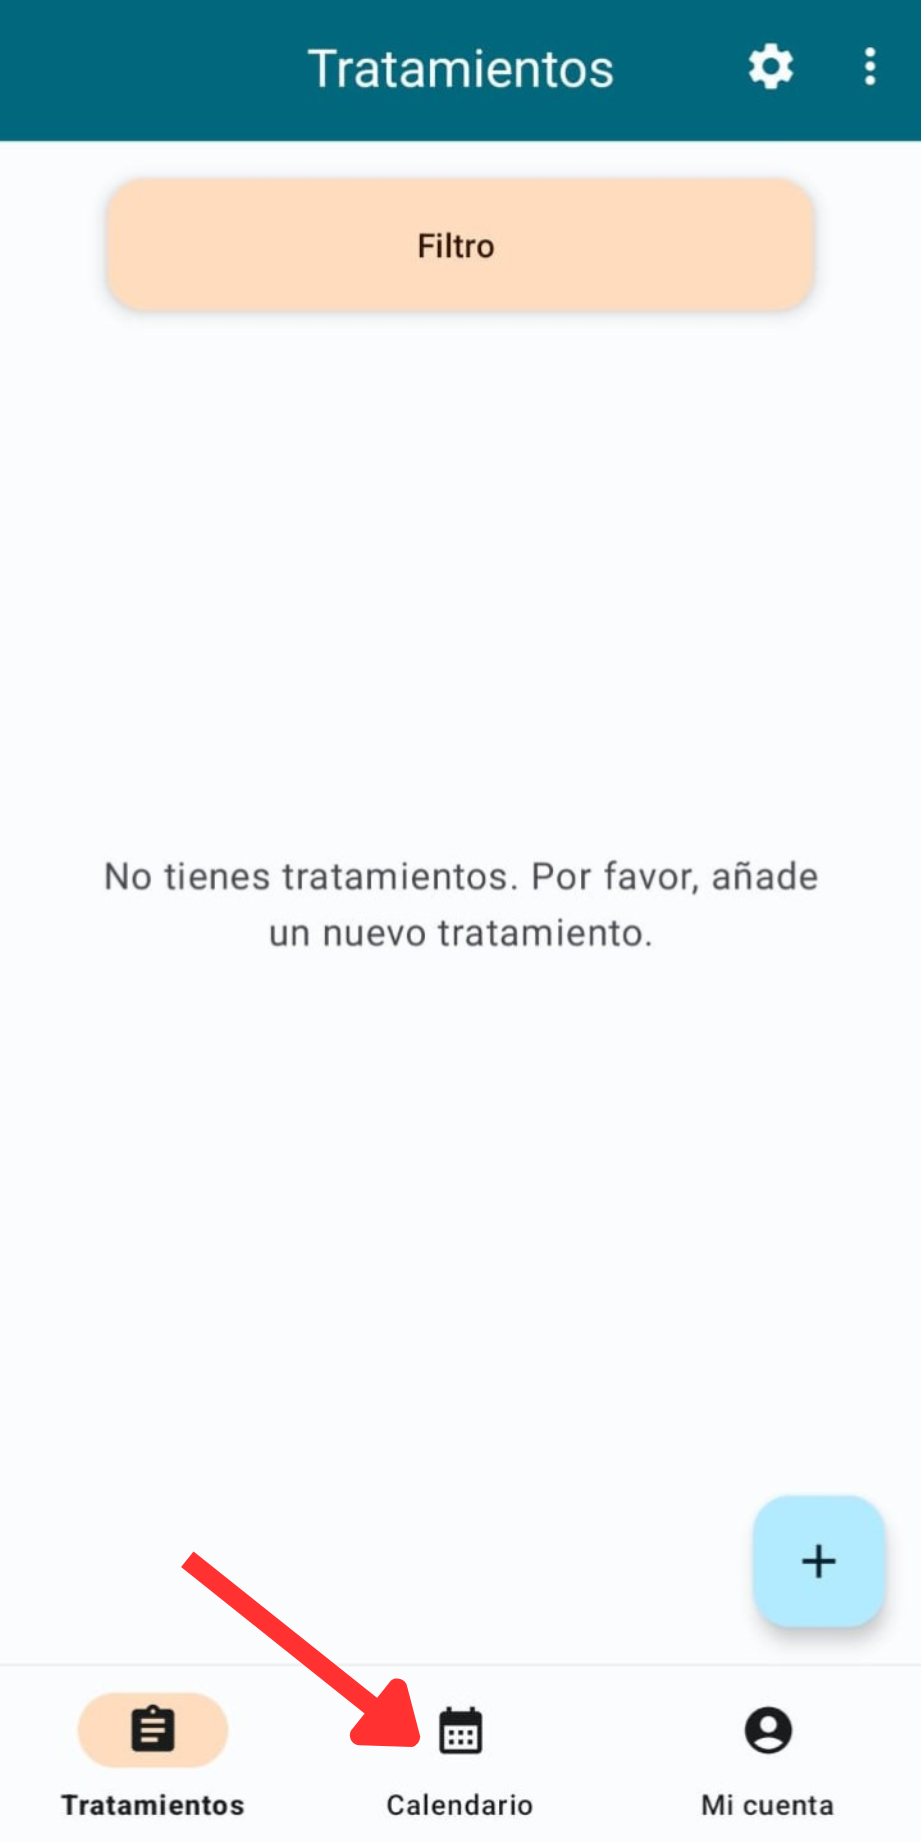 Tratamientos
Filtro
No tienes tratamientos. Por favor, añade
un nuevo tratamiento.
+
Tratamientos
Calendario
Mi cuenta